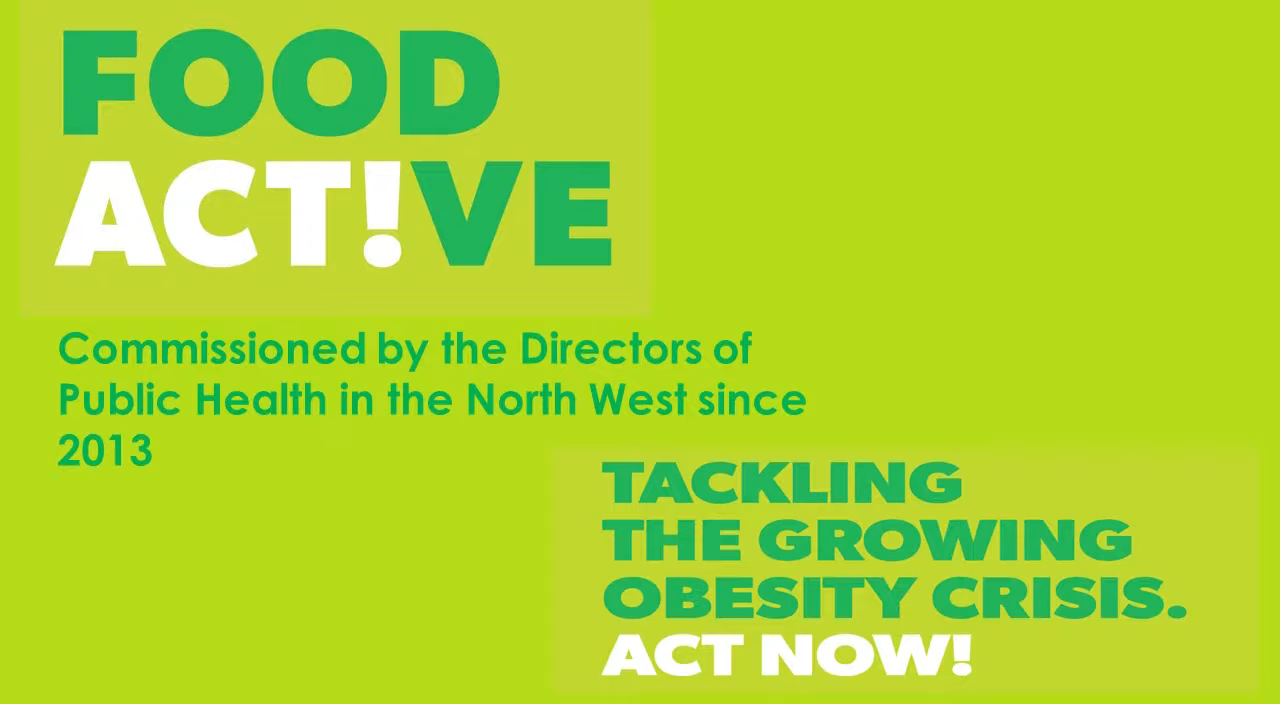 FOOD
ACT!VE
Commissioned by the Directors of
Public Health in the North West since
2013
TACKLING
THE GROWING
OBESITY CRISIS.
ACT NOW!